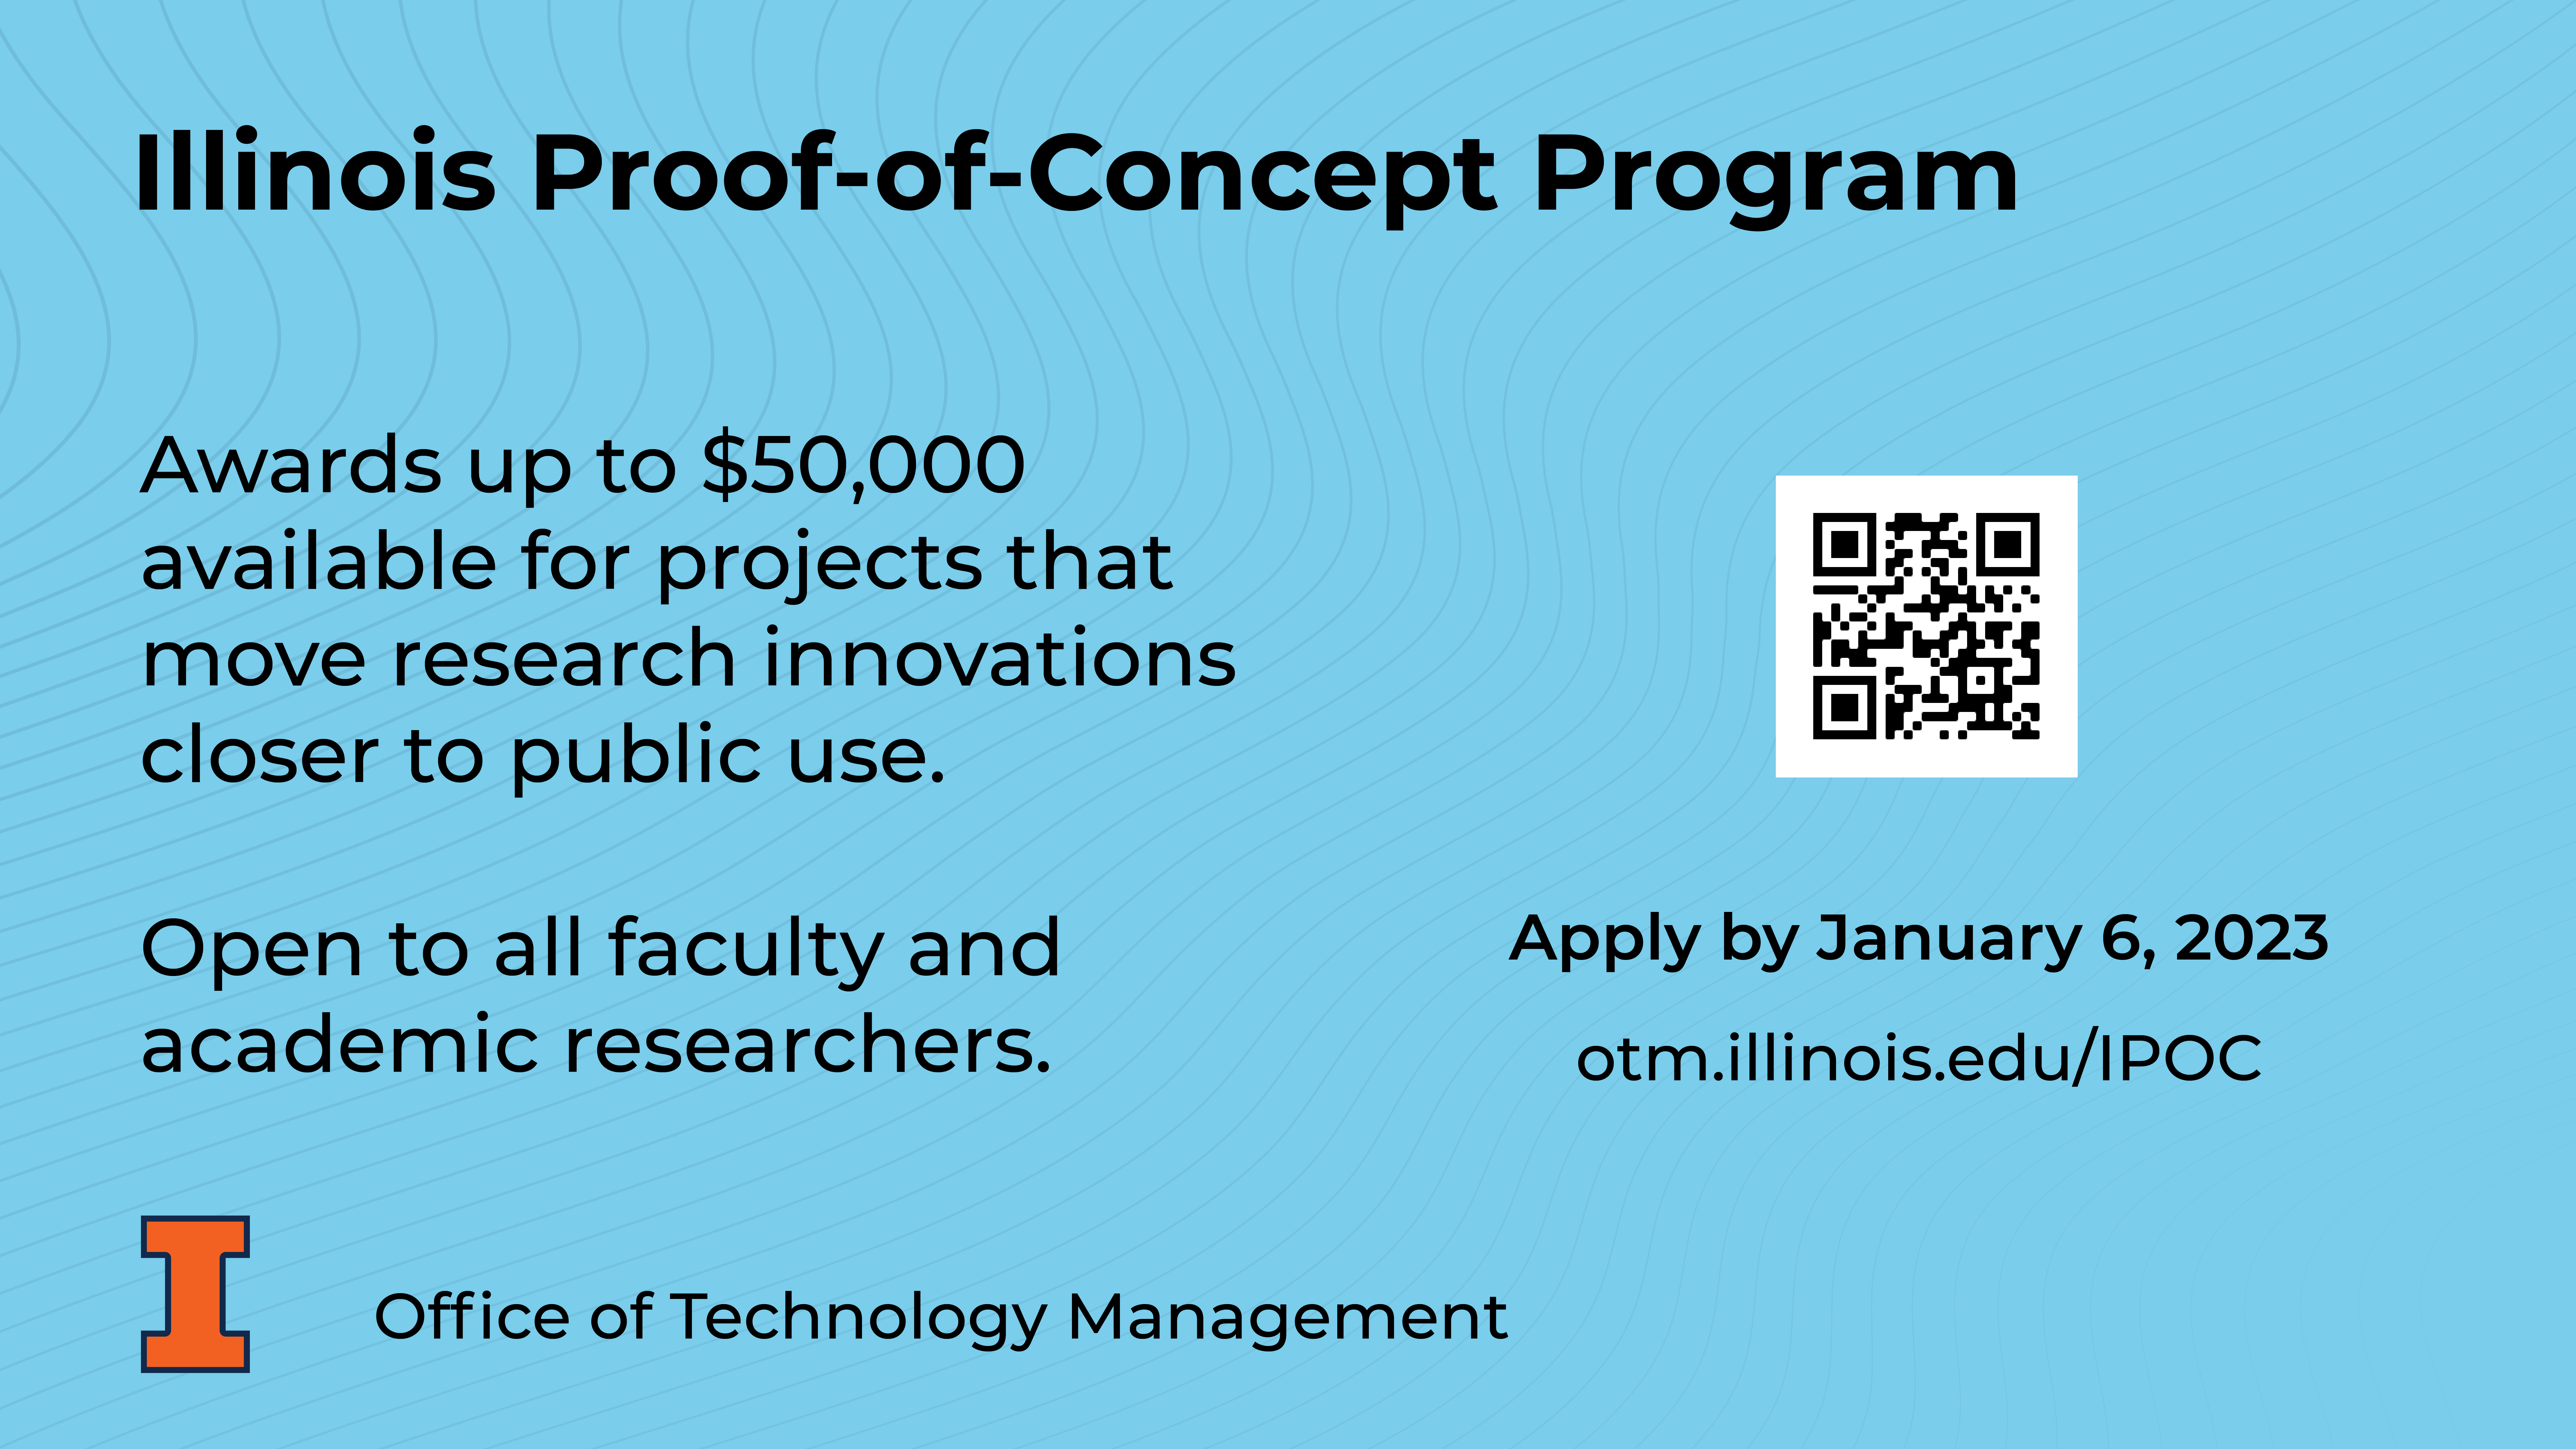 Illinois Proof-of-Concept Program
Awards up to $50,000
available for projects that
move research innovations
closer to public use.
Open to all faculty and
academic researchers.
Apply by January 6, 2023
otm.illinois.edu/IPOC
I
Office of Technology Management